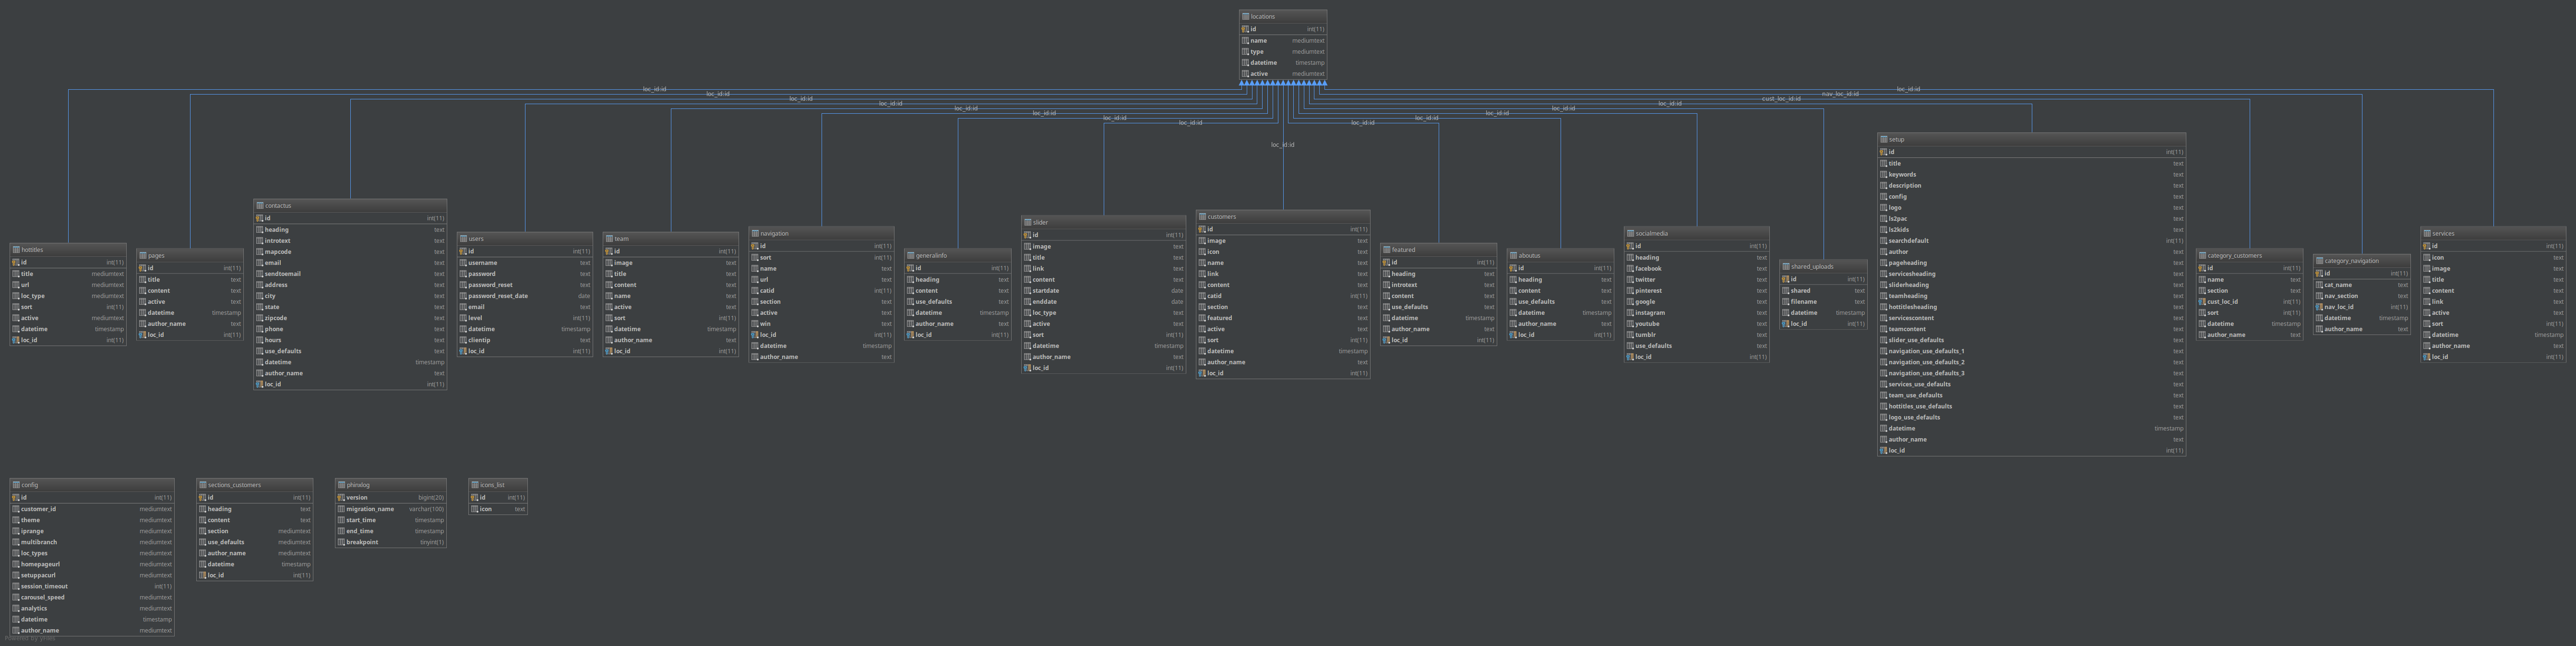 locations
id int(11)
name mediumtext
type mediumtext
datetime timestamp
active mediumtext
loc_id:id
loc_id:id
nav_loc_id:id
loc_id:id
cust_loc_id:id
loc_id:id
loc_id:id
loc_id:id
loc_id:id
loc_id:id
loc_id:id
loc_id:id
loc_id:id
loc_id:id
loc_id:id
loc_id:id
loc_id:id
hottitles
id int(11)
title mediumtext
url mediumtext
loc_type mediumtext
sort int(11)
active mediumtext
datetime timestamp
loc_id int(11)
pages
id int(11)
title text
content text
active text
datetime timestamp
author_name text
loc_id int(11)
contactus
id int(11)
heading text
introtext text
mapcode text
email text
sendtoemail text
address text
city text
state text
zipcode text
phone text
hours text
use_defaults text
datetime timestamp
author_name text
loc_id int(11)
users
id int(11)
username text
password text
password_reset text
password_reset_date date
email text
level int(11)
datetime timestamp
clientip text
loc_id int(11)
team
id int(11)
image text
title text
content text
name text
active text
sort int(11)
datetime timestamp
author_name text
loc_id int(11)
navigation
id int(11)
sort int(11)
name text
url text
catid int(11)
section text
active text
win text
loc_id int(11)
datetime timestamp
author_name text
generalinfo
id int(11)
heading text
content text
use_defaults text
datetime timestamp
author_name text
loc_id int(11)
slider
id int(11)
image text
title text
link text
content text
startdate date
enddate date
loc_type text
active text
sort int(11)
datetime timestamp
author_name text
loc_id int(11)
customers
id int(11)
image text
icon text
name text
link text
content text
catid int(11)
section text
featured text
active text
sort int(11)
datetime timestamp
author_name text
loc_id int(11)
featured
id int(11)
heading text
introtext text
content text
use_defaults text
datetime timestamp
author_name text
loc_id int(11)
aboutus
id int(11)
heading text
content text
use_defaults text
datetime timestamp
author_name text
loc_id int(11)
socialmedia
id int(11)
heading text
facebook text
twitter text
pinterest text
google text
instagram text
youtube text
tumblr text
use_defaults text
loc_id int(11)
shared_uploads
id int(11)
shared text
filename text
datetime timestamp
loc_id int(11)
setup
id int(11)
title text
keywords text
description text
config text
logo text
ls2pac text
ls2kids text
searchdefault int(11)
author text
pageheading text
servicesheading text
sliderheading text
teamheading text
hottitlesheading text
servicescontent text
teamcontent text
slider_use_defaults text
navigation_use_defaults_1 text
navigation_use_defaults_2 text
navigation_use_defaults_3 text
services_use_defaults text
team_use_defaults text
hottitles_use_defaults text
logo_use_defaults text
datetime timestamp
author_name text
loc_id int(11)
category_customers
id int(11)
name text
section text
cust_loc_id int(11)
sort int(11)
datetime timestamp
author_name text
category_navigation
id int(11)
cat_name text
nav_section text
nav_loc_id int(11)
datetime timestamp
author_name text
services
id int(11)
icon text
image text
title text
content text
link text
active text
sort int(11)
datetime timestamp
author_name text
loc_id int(11)
config
id int(11)
customer_id mediumtext
theme mediumtext
iprange mediumtext
multibranch mediumtext
loc_types mediumtext
homepageurl mediumtext
setuppacurl mediumtext
session_timeout int(11)
carousel_speed mediumtext
analytics mediumtext
datetime timestamp
author_name mediumtext
sections_customers
id int(11)
heading text
content text
section mediumtext
use_defaults mediumtext
author_name mediumtext
datetime timestamp
loc_id int(11)
phinxlog
version bigint(20)
migration_name varchar(100)
start_time timestamp
end_time timestamp
breakpoint tinyint(1)
icons_list
id int(11)
icon text
Powered by yFiles